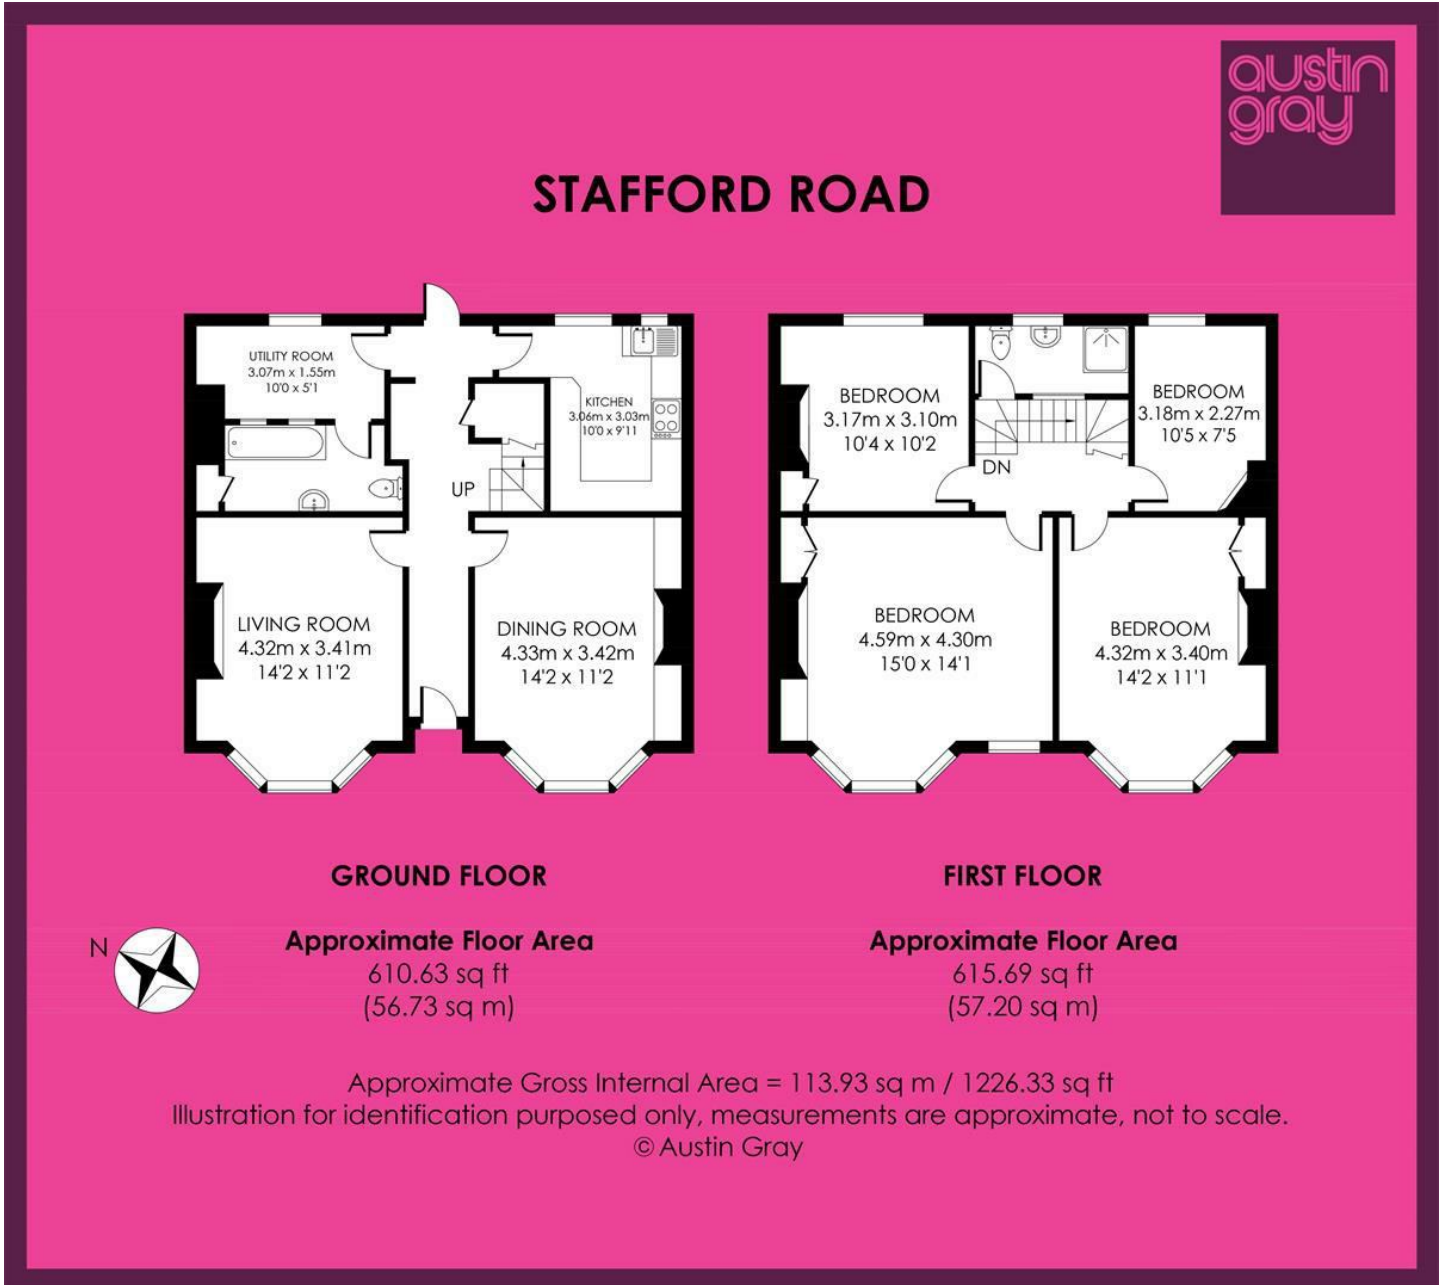 austin
gray
STAFFORD ROAD
UTILITY ROOM
3.07m x 1.55m
10'0 x 5'1
KITCHEN
3.06m x 3.03m
10'0 x 9'11
UP
LIVING ROOM
4.32m x 3.41m
14'2 x 11'2
DINING ROOM
4.33m x 3.42m
14'2 x 11'2
BEDROOM
3.17m x 3.10m
10'4 x 10'2
BEDROOM
3.18m x 2.27m
10'5 x 7'5
DN
BEDROOM
4.59m x 4.30m
15'0 x 14'1
BEDROOM
4.32m x 3.40m
14'2 x 11'1
GROUND FLOOR
Approximate Floor Area
610.63 sq ft
(56.73 sq m)
FIRST FLOOR
Approximate Floor Area
615.69 sq ft
(57.20 sq m)
N
Approximate Gross Internal Area = 113.93 sq m / 1226.33 sq ft
Illustration for identification purposed only, measurements are approximate, not to scale.
© Austin Gray